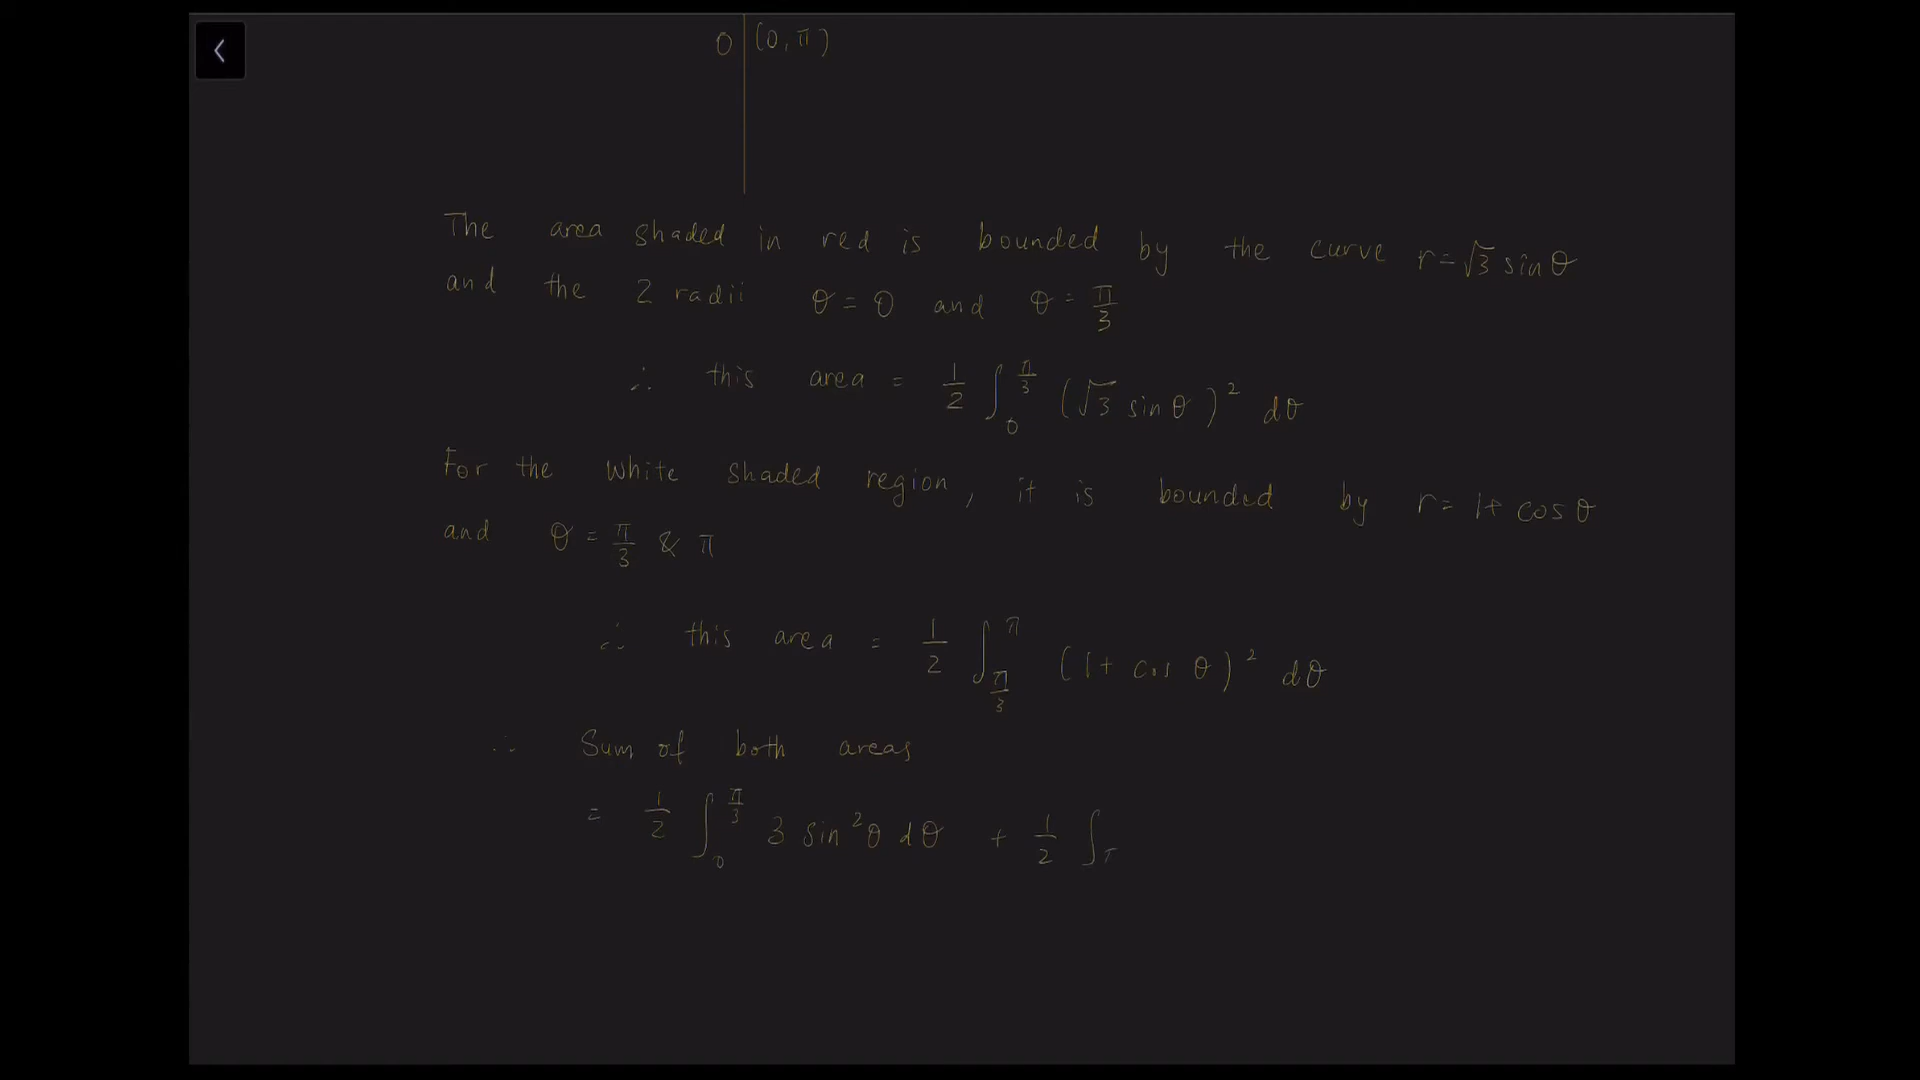 0 (0, π)
The area shaded in red is bounded by the curve r = √3 sin θ
and the 2 radii θ = 0 and θ = π/3
∴ this area = 1/2 ∫₀^(π/3) (√3 sin θ)² dθ
For the white shaded region, it is bounded by r = 1 + cos θ
and θ = π/3 & π
∴ this area = 1/2 ∫_(π/3)^π (1 + cos θ)² dθ
∴ Sum of both areas
= 1/2 ∫₀^(π/3) 3 sin²θ dθ + 1/2 ∫